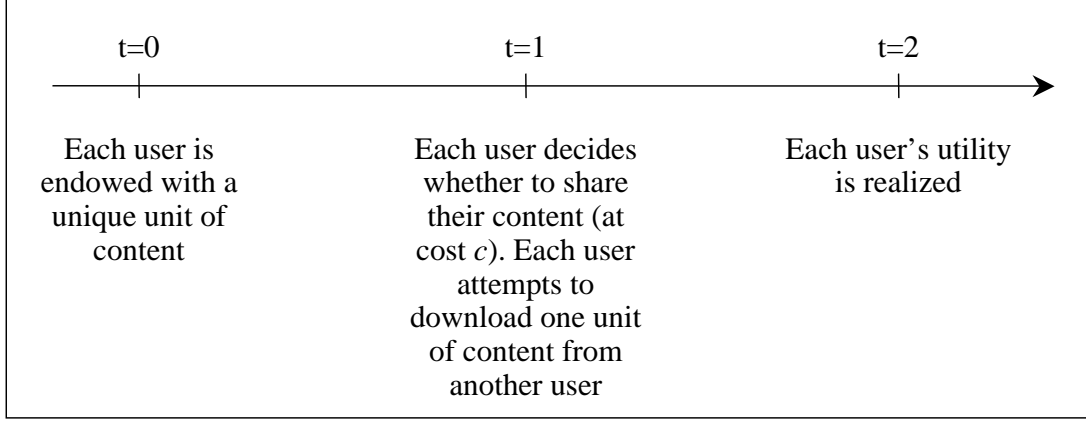 t=0
t=1
t=2
Each user is
endowed with a
unique unit of
content
Each user decides
whether to share
their content (at
cost c). Each user
attempts to
download one unit
of content from
another user
Each user’s utility
is realized